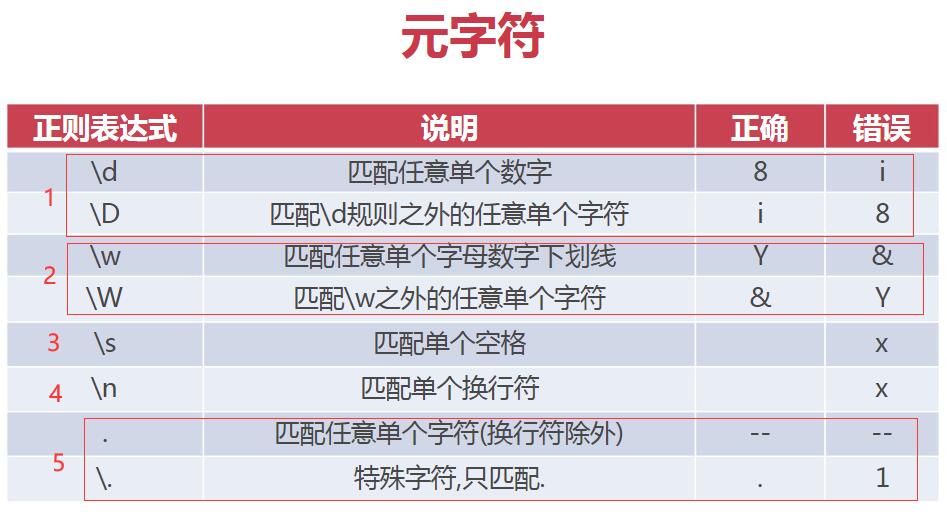 元字符
正则表达式 说明 正确 错误
1
\d 匹配任意单个数字 8 i
\D 匹配\d规则之外的任意单个字符 i 8
2
\w 匹配任意单个字母数字下划线 Y &
\W 匹配\w之外的任意单个字符 & Y
3 \s 匹配单个空格 x
4 \n 匹配单个换行符 x
5
. 匹配任意单个字符(换行符除外) -- --
\. 特殊字符,只匹配. . 1